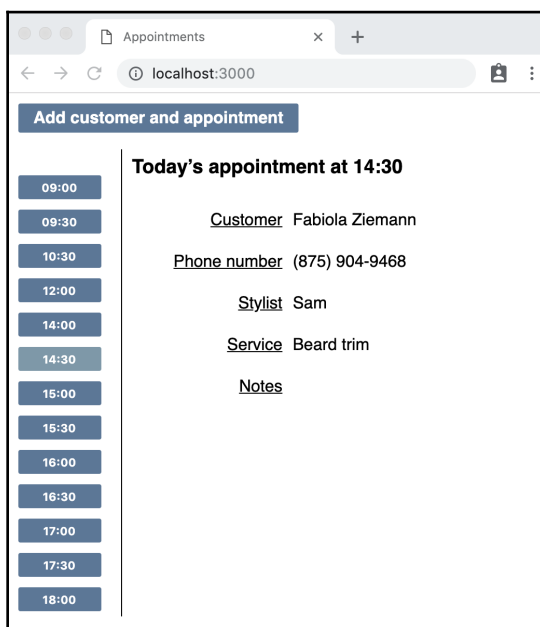 Appointments
localhost:3000
Add customer and appointment
09:00
09:30
10:30
12:00
14:00
14:30
15:00
15:30
16:00
16:30
17:00
17:30
18:00
Today’s appointment at 14:30
Customer Fabiola Ziemann
Phone number (875) 904-9468
Stylist Sam
Service Beard trim
Notes